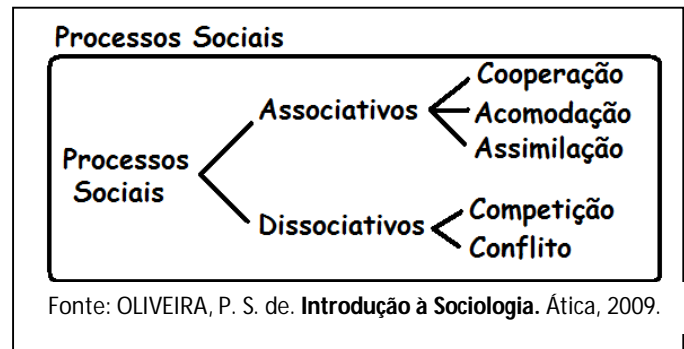 Processos Sociais
Cooperação
Associativos
Acomodação
Assimilação
Processos
Sociais
Competição
Dissociativos
Conflito
Fonte: OLIVEIRA, P. S. de. Introdução à Sociologia. Ática, 2009.